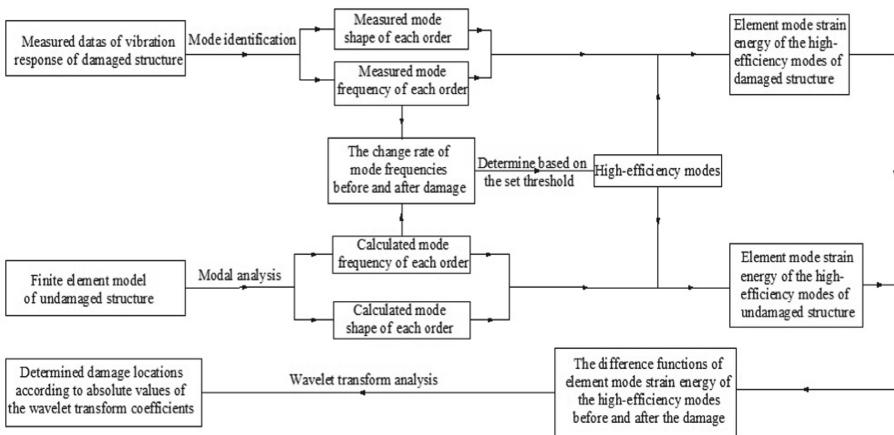 Measured datas of vibration
response of damaged structure
Mode identification
Measured mode
shape of each order
Measured mode
frequency of each order
Element mode strain
energy of the high-
efficiency modes of
damaged structure
The change rate of
mode frequencies
before and after damage
Determine based on
the set threshold
High-efficiency modes
Finite element model
of undamaged structure
Modal analysis
Calculated mode
frequency of each order
Calculated mode
shape of each order
Element mode strain
energy of the high-
efficiency modes of
undamaged structure
The difference functions of
element mode strain energy of
the high-efficiency modes
before and after the damage
Wavelet transform analysis
Determined damage locations
according to absolute values of
the wavelet transform coefficients